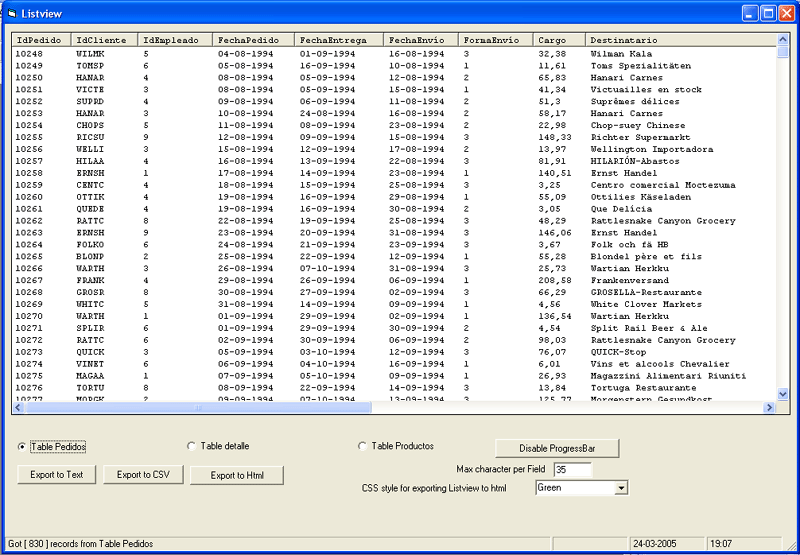 Listview
IdPedido IdCliente IdEmpleado FechaPedido FechaEntrega FechaEnvío FormaEnvío Cargo Destinatario
10248 WILMK 5 04-08-1994 01-09-1994 16-08-1994 3 32,38 Wilman Kala
10249 TOMSP 6 05-08-1994 16-09-1994 10-08-1994 1 11,61 Toms Spezialitäten
10250 HANAR 4 08-08-1994 05-09-1994 12-08-1994 2 65,83 Hanari Carnes
10251 VICTE 3 08-08-1994 05-09-1994 15-08-1994 1 41,34 Victuailles en stock
10252 SUPRD 4 09-08-1994 06-09-1994 11-08-1994 2 51,3 Suprêmes délices
10253 HANAR 3 10-08-1994 24-08-1994 16-08-1994 2 58,17 Hanari Carnes
10254 CHOPS 5 11-08-1994 08-09-1994 23-08-1994 2 22,98 Chop-suey Chinese
10255 RICSU 9 12-08-1994 09-09-1994 15-08-1994 3 148,33 Richter Supermarkt
10256 WELLI 3 15-08-1994 12-09-1994 17-08-1994 2 13,97 Wellington Importadora
10257 HILAA 4 16-08-1994 13-09-1994 22-08-1994 3 81,91 HILARIÓN-Abastos
10258 ERNSH 1 17-08-1994 14-09-1994 23-08-1994 1 140,51 Ernst Handel
10259 CENTC 4 18-08-1994 15-09-1994 25-08-1994 3 3,25 Centro comercial Moctezuma
10260 OTTIK 4 19-08-1994 16-09-1994 29-08-1994 1 55,09 Ottilies Käseladen
10261 QUEDE 4 19-08-1994 16-09-1994 30-08-1994 2 3,05 Que Delícia
10262 RATTC 8 22-08-1994 19-09-1994 25-08-1994 3 48,29 Rattlesnake Canyon Grocery
10263 ERNSH 9 23-08-1994 20-09-1994 31-08-1994 3 146,06 Ernst Handel
10264 FOLKO 6 24-08-1994 21-09-1994 23-09-1994 3 3,67 Folk och fä HB
10265 BLONP 2 25-08-1994 22-09-1994 12-09-1994 1 55,28 Blondel père et fils
10266 WARTH 3 26-08-1994 07-10-1994 31-08-1994 3 25,73 Wartian Herkku
10267 FRANK 4 29-08-1994 26-09-1994 06-09-1994 1 208,58 Frankenversand
10268 GROSR 8 30-08-1994 27-09-1994 02-09-1994 3 66,29 GROSELLA-Restaurante
10269 WHITC 5 31-08-1994 14-09-1994 09-09-1994 1 4,56 White Clover Markets
10270 WARTH 1 01-09-1994 29-09-1994 02-09-1994 1 136,54 Wartian Herkku
10271 SPLIR 6 01-09-1994 29-09-1994 30-09-1994 2 4,54 Split Rail Beer & Ale
10272 RATTC 6 02-09-1994 30-09-1994 06-09-1994 2 98,03 Rattlesnake Canyon Grocery
10273 QUICK 3 05-09-1994 03-10-1994 12-09-1994 3 76,07 QUICK-Stop
10274 VINET 6 06-09-1994 04-10-1994 16-09-1994 1 6,01 Vins et alcools Chevalier
10275 MAGAA 1 07-09-1994 05-10-1994 09-09-1994 1 26,93 Magazzini Alimentari Riuniti
10276 TORTU 8 08-09-1994 22-09-1994 14-09-1994 3 13,84 Tortuga Restaurante
10277 MORGK 2 09-09-1994 07-10-1994 13-09-1994 3 125,77 Morgenstern Gesundkost
Table Pedidos Table detalle Table Productos Disable ProgressBar
Max character per Field 35
Export to Text Export to CSV Export to Html
CSS style for exporting Listview to html Green
Got [ 830 ] records from Table Pedidos 24-03-2005 19:07